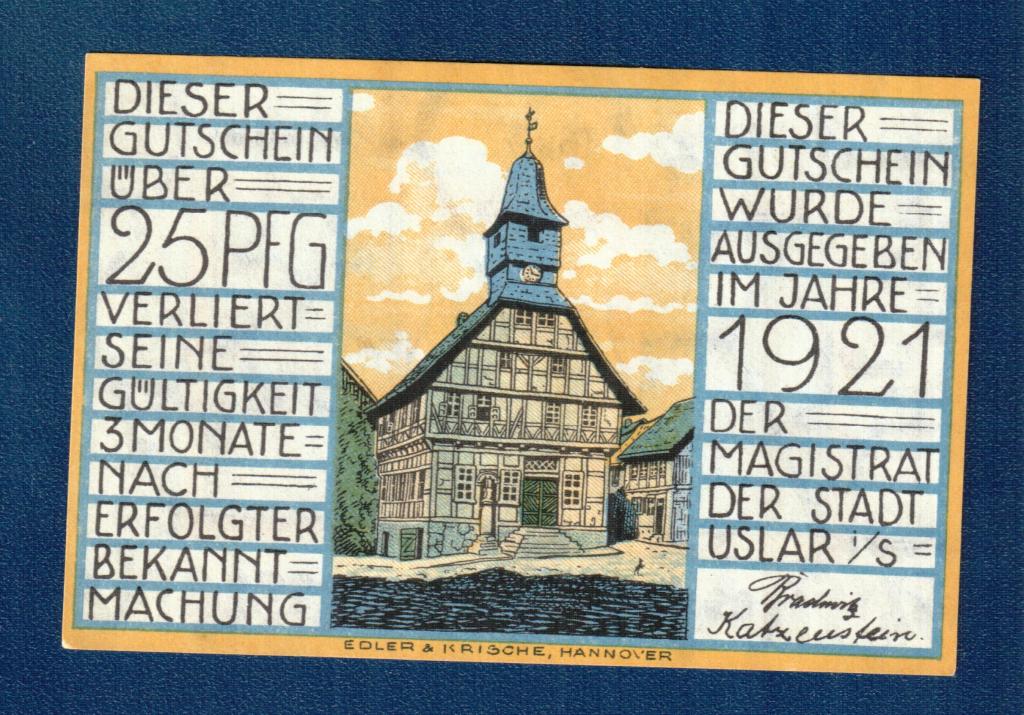 DIESER
GUTSCHEIN
ÜBER
25 PFG
VERLIERT
SEINE
GÜLTIGKEIT
3 MONATE
NACH
ERFOLGTER
BEKANNT=
MACHUNG
DIESER
GUTSCHEIN
WURDE
AUSGEGEBEN
IM JAHRE
1921
DER
MAGISTRAT
DER STADT
USLAR i/S
Katzenstein.
EDLER & KRISCHE, HANNOVER